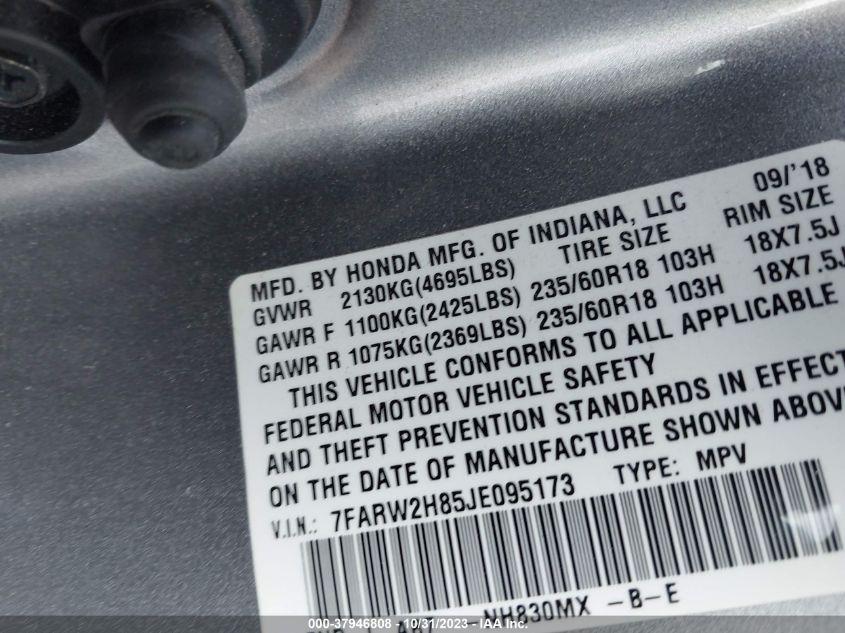 MFD. BY HONDA MFG. OF INDIANA, LLC 09/'18
GVWR 2130KG(4695LBS) TIRE SIZE RIM SIZE
GAWR F 1100KG(2425LBS) 235/60R18 103H 18X7.5J
GAWR R 1075KG(2369LBS) 235/60R18 103H 18X7.5J
THIS VEHICLE CONFORMS TO ALL APPLICABLE
FEDERAL MOTOR VEHICLE SAFETY
AND THEFT PREVENTION STANDARDS IN EFFECT
ON THE DATE OF MANUFACTURE SHOWN ABOVE
V.I.N.: 7FARW2H85JE095173 TYPE: MPV
NH830MX -B-E
000-37946808 - 10/31/2023 - IAAI.com